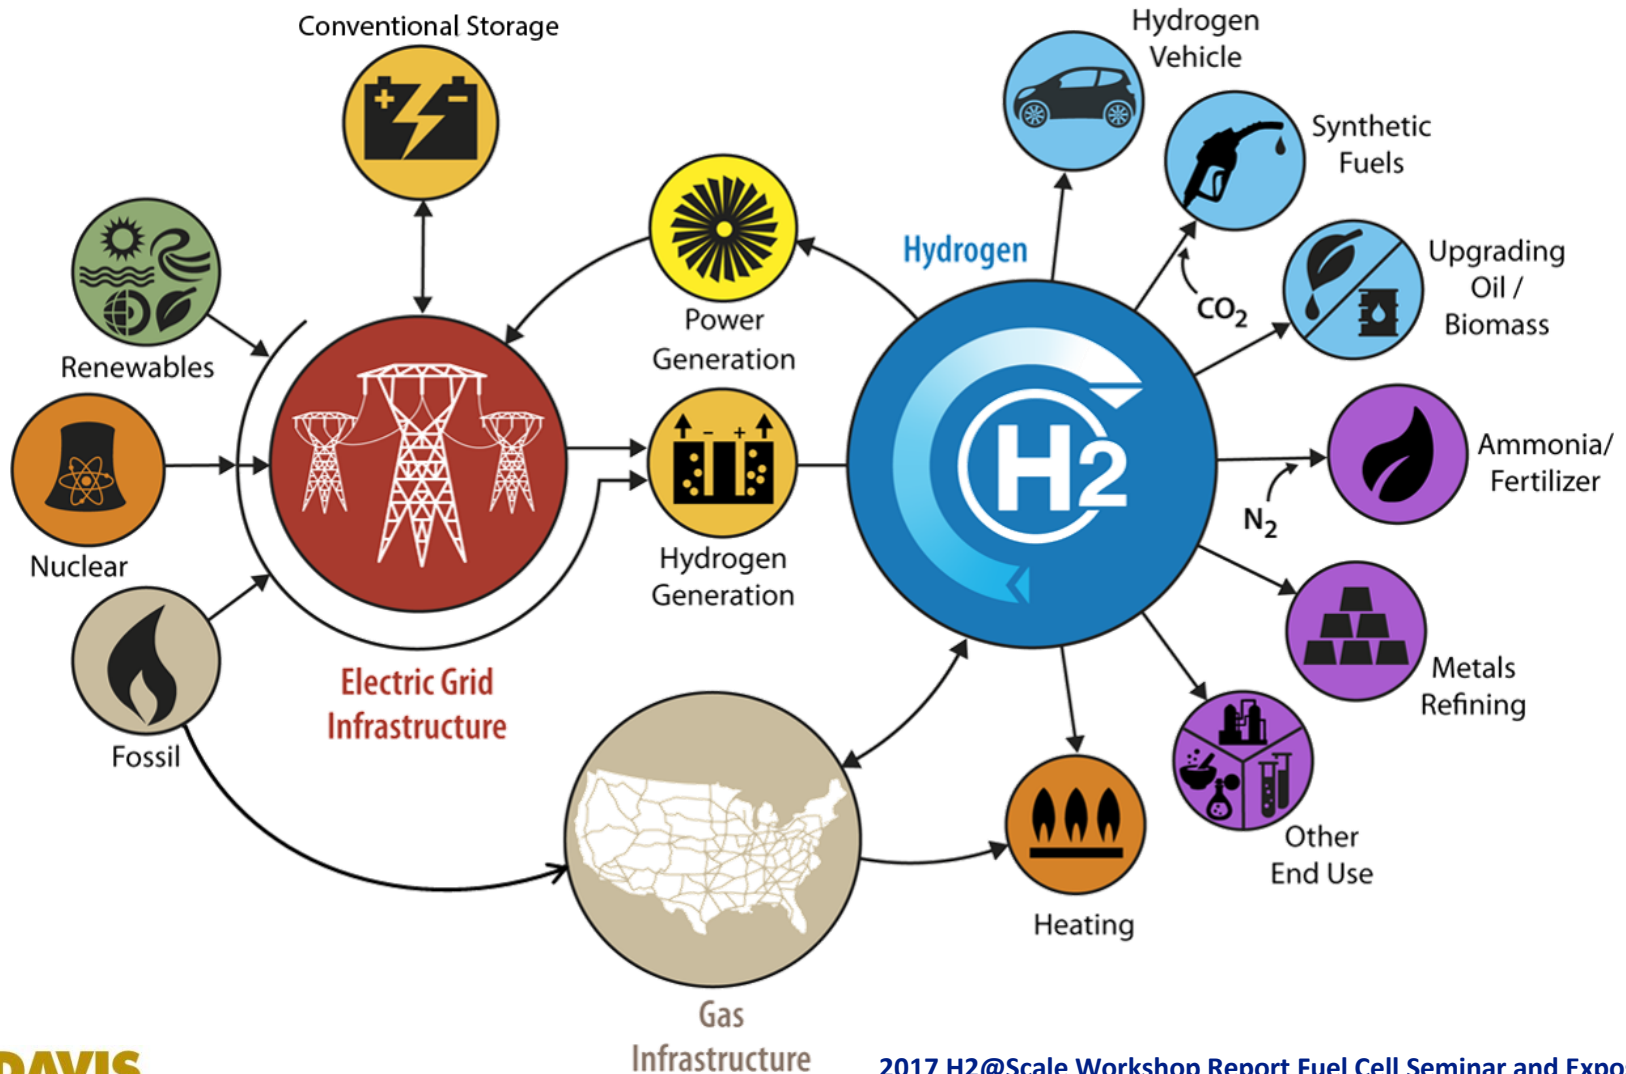 Conventional Storage
Hydrogen
Vehicle
Synthetic
Fuels
Hydrogen
Upgrading
Oil /
Biomass
CO2
Renewables
Power
Generation
H2
Ammonia/
Fertilizer
N2
Nuclear
Hydrogen
Generation
Electric Grid
Infrastructure
Metals
Refining
Fossil
Other
End Use
Heating
Gas
Infrastructure
DAVIS
2017 H2@Scale Workshop Report Fuel Cell Seminar and